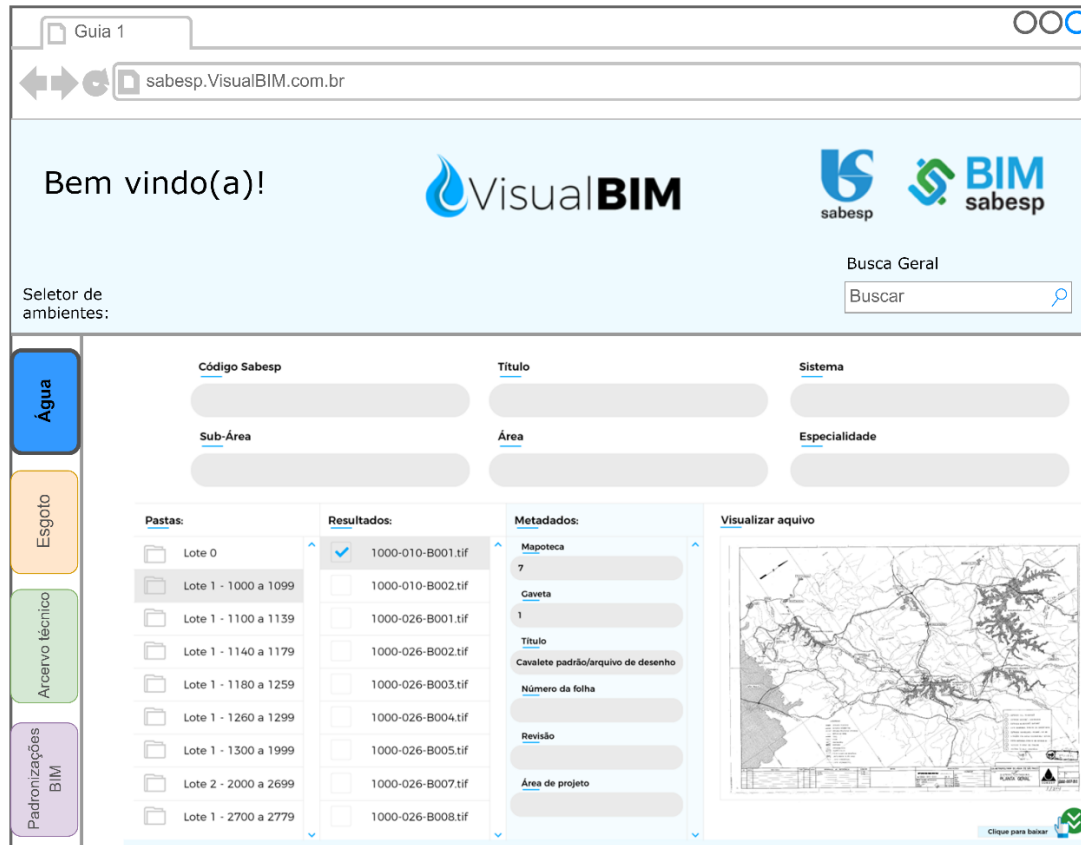 Guia 1
sabesp.VisualBIM.com.br
Bem vindo(a)!
VisualBIM
sabesp
BIM
sabesp
Busca Geral
Buscar
Seletor de
ambientes:
Água
Esgoto
Arcervo técnico
Padronizações
BIM
Código Sabesp
Título
Sistema
Sub-Área
Área
Especialidade
Pastas:
Lote 0
Lote 1 - 1000 a 1099
Lote 1 - 1100 a 1139
Lote 1 - 1140 a 1179
Lote 1 - 1180 a 1259
Lote 1 - 1260 a 1299
Lote 1 - 1300 a 1999
Lote 2 - 2000 a 2699
Lote 1 - 2700 a 2779
Resultados:
1000-010-B001.tif
1000-010-B002.tif
1000-026-B001.tif
1000-026-B002.tif
1000-026-B003.tif
1000-026-B004.tif
1000-026-B005.tif
1000-026-B007.tif
1000-026-B008.tif
Metadados:
Mapoteca
7
Gaveta
1
Título
Cavalete padrão/arquivo de desenho
Número da folha
Revisão
Área de projeto
Visualizar aquivo
PLANTA GERAL
Clique para baixar